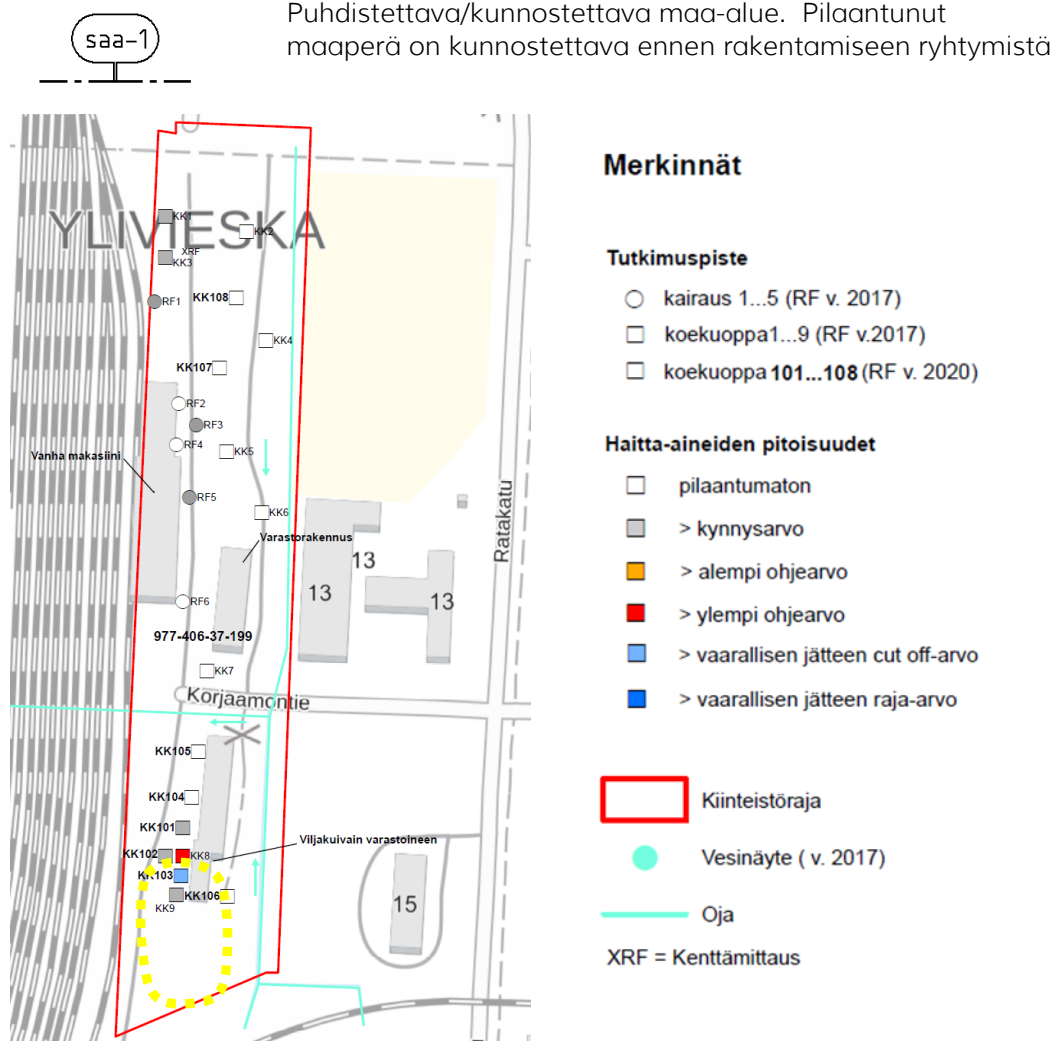 saa-1
Puhdistettava/kunnostettava maa-alue. Pilaantunut
maaperä on kunnostettava ennen rakentamiseen ryhtymistä
YLIVIESKA
KK1
KK2
XRF
KK3
RF1
KK108
KK4
KK107
RF2
RF3
RF4
KK5
Vanha makasiini
RF5
KK6
Varastorakennus
Ratakatu
13
13
13
RF6
977-406-37-199
KK7
Korjaamontie
KK105
KK104
KK101
Viljakuivain varastoineen
KK102
KK8
KK103
KK106
KK9
15
Merkinnät
Tutkimuspiste
kairaus 1...5 (RF v. 2017)
koekuoppa1...9 (RF v.2017)
koekuoppa 101...108 (RF v. 2020)
Haitta-aineiden pitoisuudet
pilaantumaton
> kynnysarvo
> alempi ohjearvo
> ylempi ohjearvo
> vaarallisen jätteen cut off-arvo
> vaarallisen jätteen raja-arvo
Kiinteistöraja
Vesinäyte ( v. 2017)
Oja
XRF = Kenttämittaus